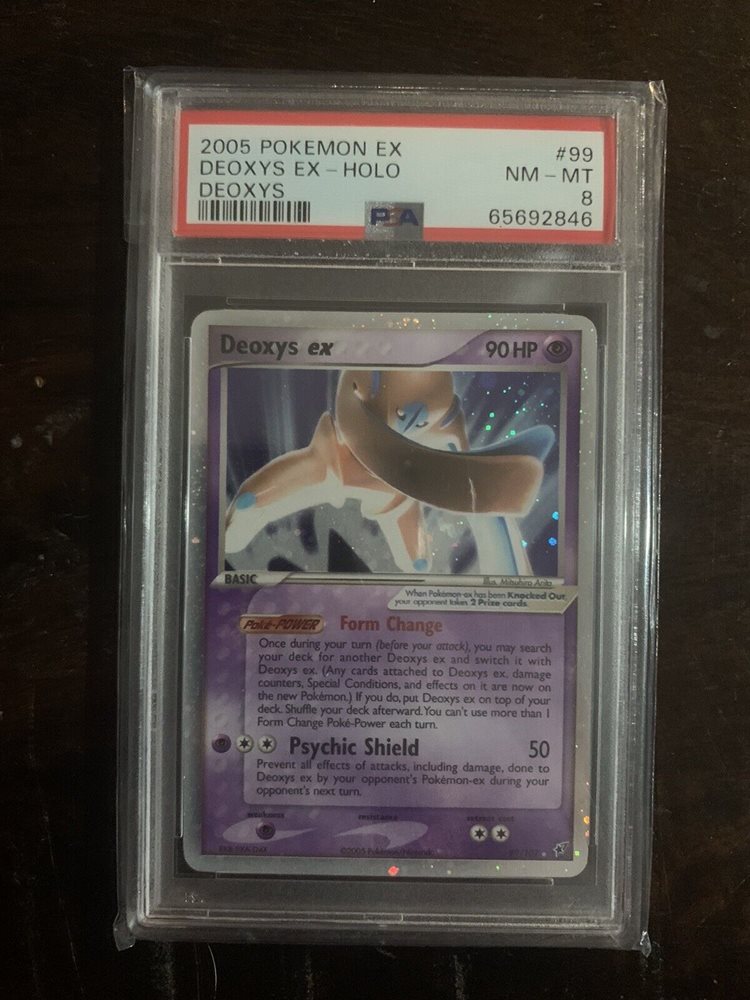 2005 POKEMON EX #99
DEOXYS EX - HOLO NM - MT
DEOXYS 8
PSA 65692846
Deoxys ex 90 HP
BASIC Illus. Mitsuhiro Arita
When Pokémon-ex has been Knocked Out,
your opponent takes 2 Prize cards.
Poké-POWER Form Change
Once during your turn (before your attack), you may search
your deck for another Deoxys ex and switch it with
Deoxys ex. (Any cards attached to Deoxys ex, damage
counters, Special Conditions, and effects on it are now on
the new Pokémon.) If you do, put Deoxys ex on top of your
deck. Shuffle your deck afterward. You can't use more than 1
Form Change Poké-Power each turn.
Psychic Shield 50
Prevent all effects of attacks, including damage, done to
Deoxys ex by your opponent's Pokémon-ex during your
opponent's next turn.
weakness resistance retreat cost
©2005 Pokémon/Nintendo